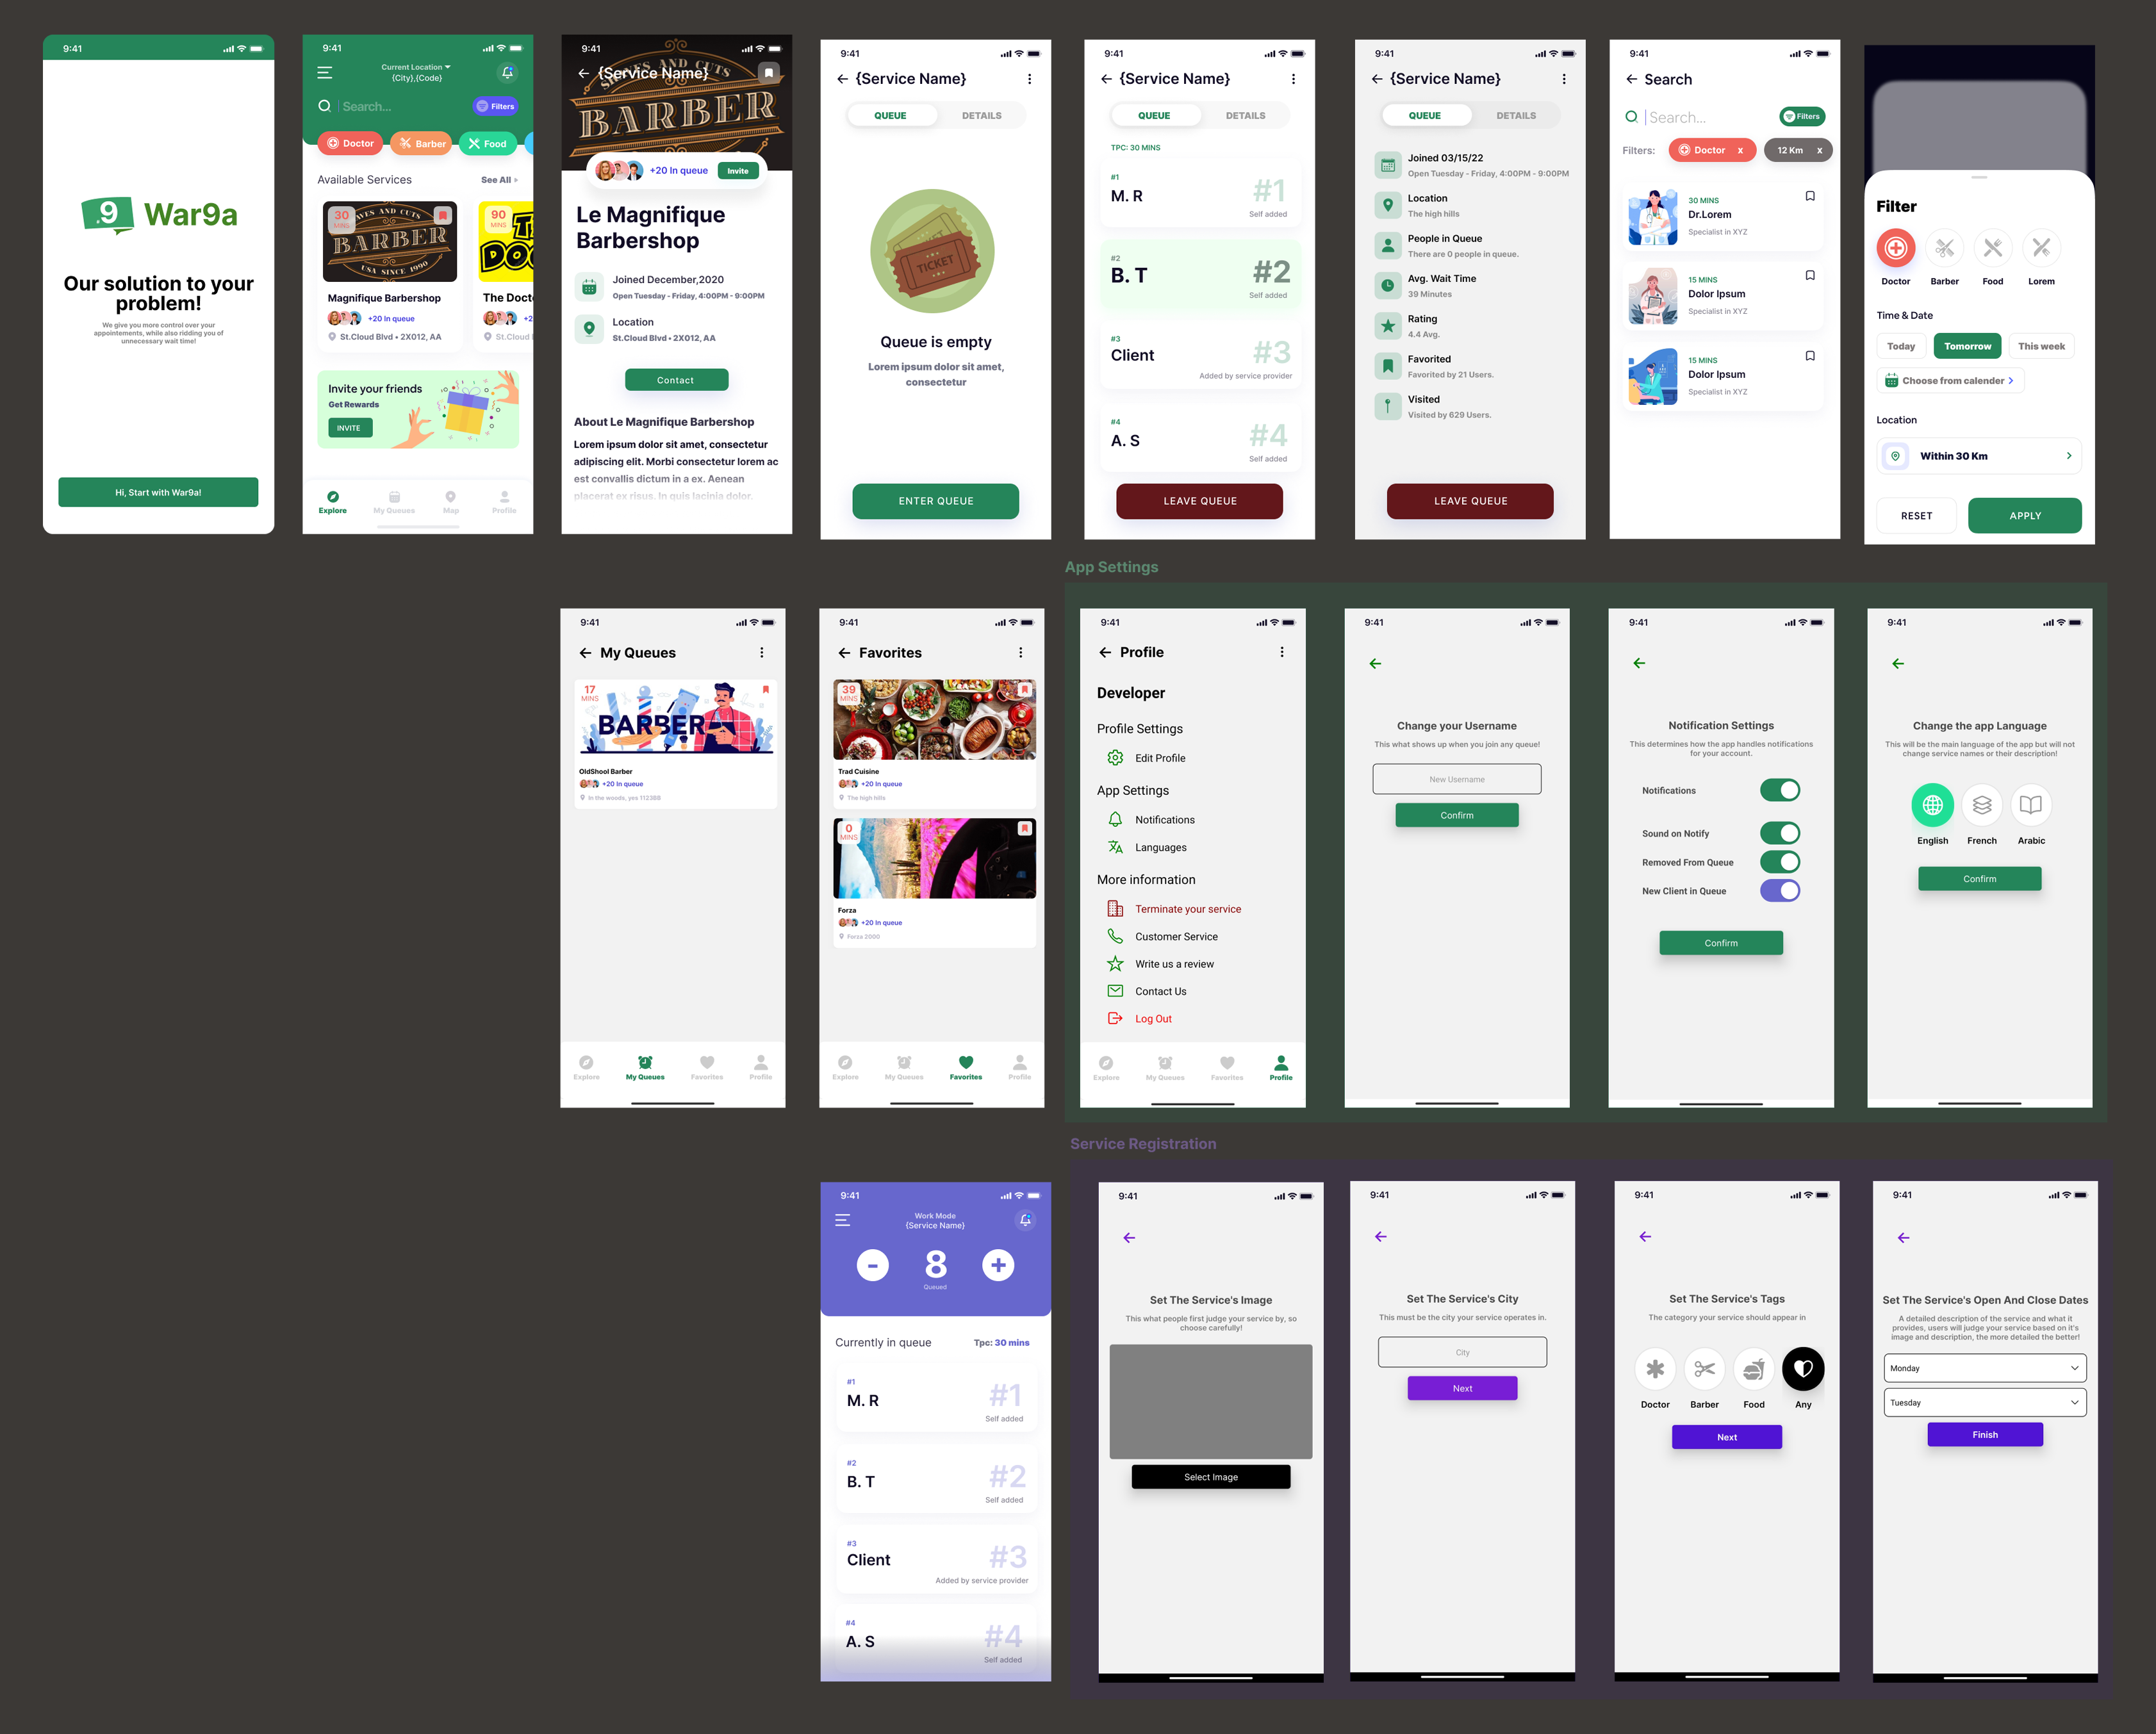 9:41
.9 War9a
Our solution to your
problem!
We give you more control over your
appointements, while also ridding you of
unnecessary wait time!
Hi, Start with War9a!
9:41
Current Location
{City},{Code}
Search...
Filters
Doctor
Barber
Food
Available Services
See All
30
MINS
SHAVES AND CUTS
BARBER
USA SINCE 1990
Magnifique Barbershop
+20 In queue
St.Cloud Blvd • 2X012, AA
90
MINS
The Doct
+2
St.Cloud
Invite your friends
Get Rewards
INVITE
Explore
My Queues
Map
Profile
9:41
{Service Name}
SHAVES AND CUTS
BARBER
+20 In queue
Invite
Le Magnifique
Barbershop
Joined December,2020
Open Tuesday - Friday, 4:00PM - 9:00PM
Location
St.Cloud Blvd • 2X012, AA
Contact
About Le Magnifique Barbershop
Lorem ipsum dolor sit amet, consectetur
adipiscing elit. Morbi consectetur lorem ac
est convallis dictum in a ex. Aenean
placerat ex risus. In quis lacinia dolor.
9:41
{Service Name}
QUEUE
DETAILS
TICKET
Queue is empty
Lorem ipsum dolor sit amet,
consectetur
ENTER QUEUE
9:41
{Service Name}
QUEUE
DETAILS
TPC: 30 MINS
#1
M. R
#1
Self added
#2
B. T
#2
Self added
#3
Client
#3
Added by service provider
#4
A. S
#4
Self added
LEAVE QUEUE
9:41
{Service Name}
QUEUE
DETAILS
Joined 03/15/22
Open Tuesday - Friday, 4:00PM - 9:00PM
Location
The high hills
People in Queue
There are 0 people in queue.
Avg. Wait Time
39 Minutes
Rating
4.4 Avg.
Favorited
Favorited by 21 Users.
Visited
Visited by 629 Users.
LEAVE QUEUE
9:41
Search
Search...
Filters
Filters:
Doctor x
12 Km x
30 MINS
Dr.Lorem
Specialist in XYZ
15 MINS
Dolor Ipsum
Specialist in XYZ
15 MINS
Dolor Ipsum
Specialist in XYZ
Filter
Doctor
Barber
Food
Lorem
Time & Date
Today
Tomorrow
This week
Choose from calender
Location
Within 30 Km
RESET
APPLY
9:41
My Queues
17
MINS
BARBER
OldShool Barber
+20 In queue
In the woods, yes 1123BB
Explore
My Queues
Favorites
Profile
9:41
Favorites
39
MINS
Trad Cuisine
+20 In queue
The high hills
0
MINS
Forza
+20 In queue
Forza 2000
Explore
My Queues
Favorites
Profile
App Settings
9:41
Profile
Developer
Profile Settings
Edit Profile
App Settings
Notifications
Languages
More information
Terminate your service
Customer Service
Write us a review
Contact Us
Log Out
Explore
My Queues
Favorites
Profile
9:41
Change your Username
This what shows up when you join any queue!
New Username
Confirm
9:41
Notification Settings
This determines how the app handles notifications
for your account.
Notifications
Sound on Notify
Removed From Queue
New Client in Queue
Confirm
9:41
Change the app Language
This will be the main language of the app but will not
change service names or their description!
English
French
Arabic
Confirm
9:41
Work Mode
{Service Name}
-
8
+
Queued
Currently in queue
Tpc: 30 mins
#1
M. R
#1
Self added
#2
B. T
#2
Self added
#3
Client
#3
Added by service provider
#4
A. S
#4
Self added
Service Registration
9:41
Set The Service's Image
This what people first judge your service by, so
choose carefully!
Select Image
9:41
Set The Service's City
This must be the city your service operates in.
City
Next
9:41
Set The Service's Tags
The category your service should appear in
Doctor
Barber
Food
Any
Next
9:41
Set The Service's Open And Close Dates
A detailed description of the service and what it
provides, users will judge your service based on it's
image and description, the more detailed the better!
Monday
Tuesday
Finish